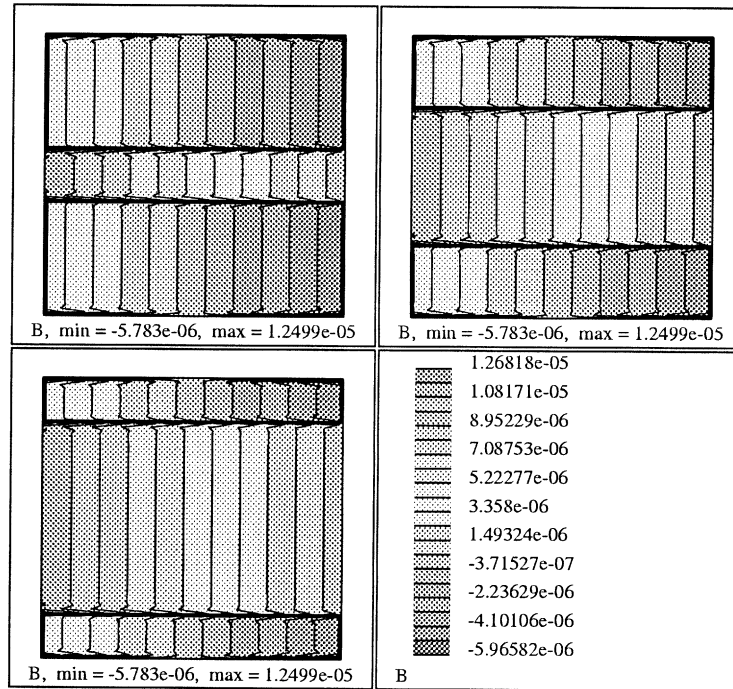 B, min = -5.783e-06, max = 1.2499e-05
B, min = -5.783e-06, max = 1.2499e-05
B, min = -5.783e-06, max = 1.2499e-05
1.26818e-05
1.08171e-05
8.95229e-06
7.08753e-06
5.22277e-06
3.358e-06
1.49324e-06
-3.71527e-07
-2.23629e-06
-4.10106e-06
-5.96582e-06
B